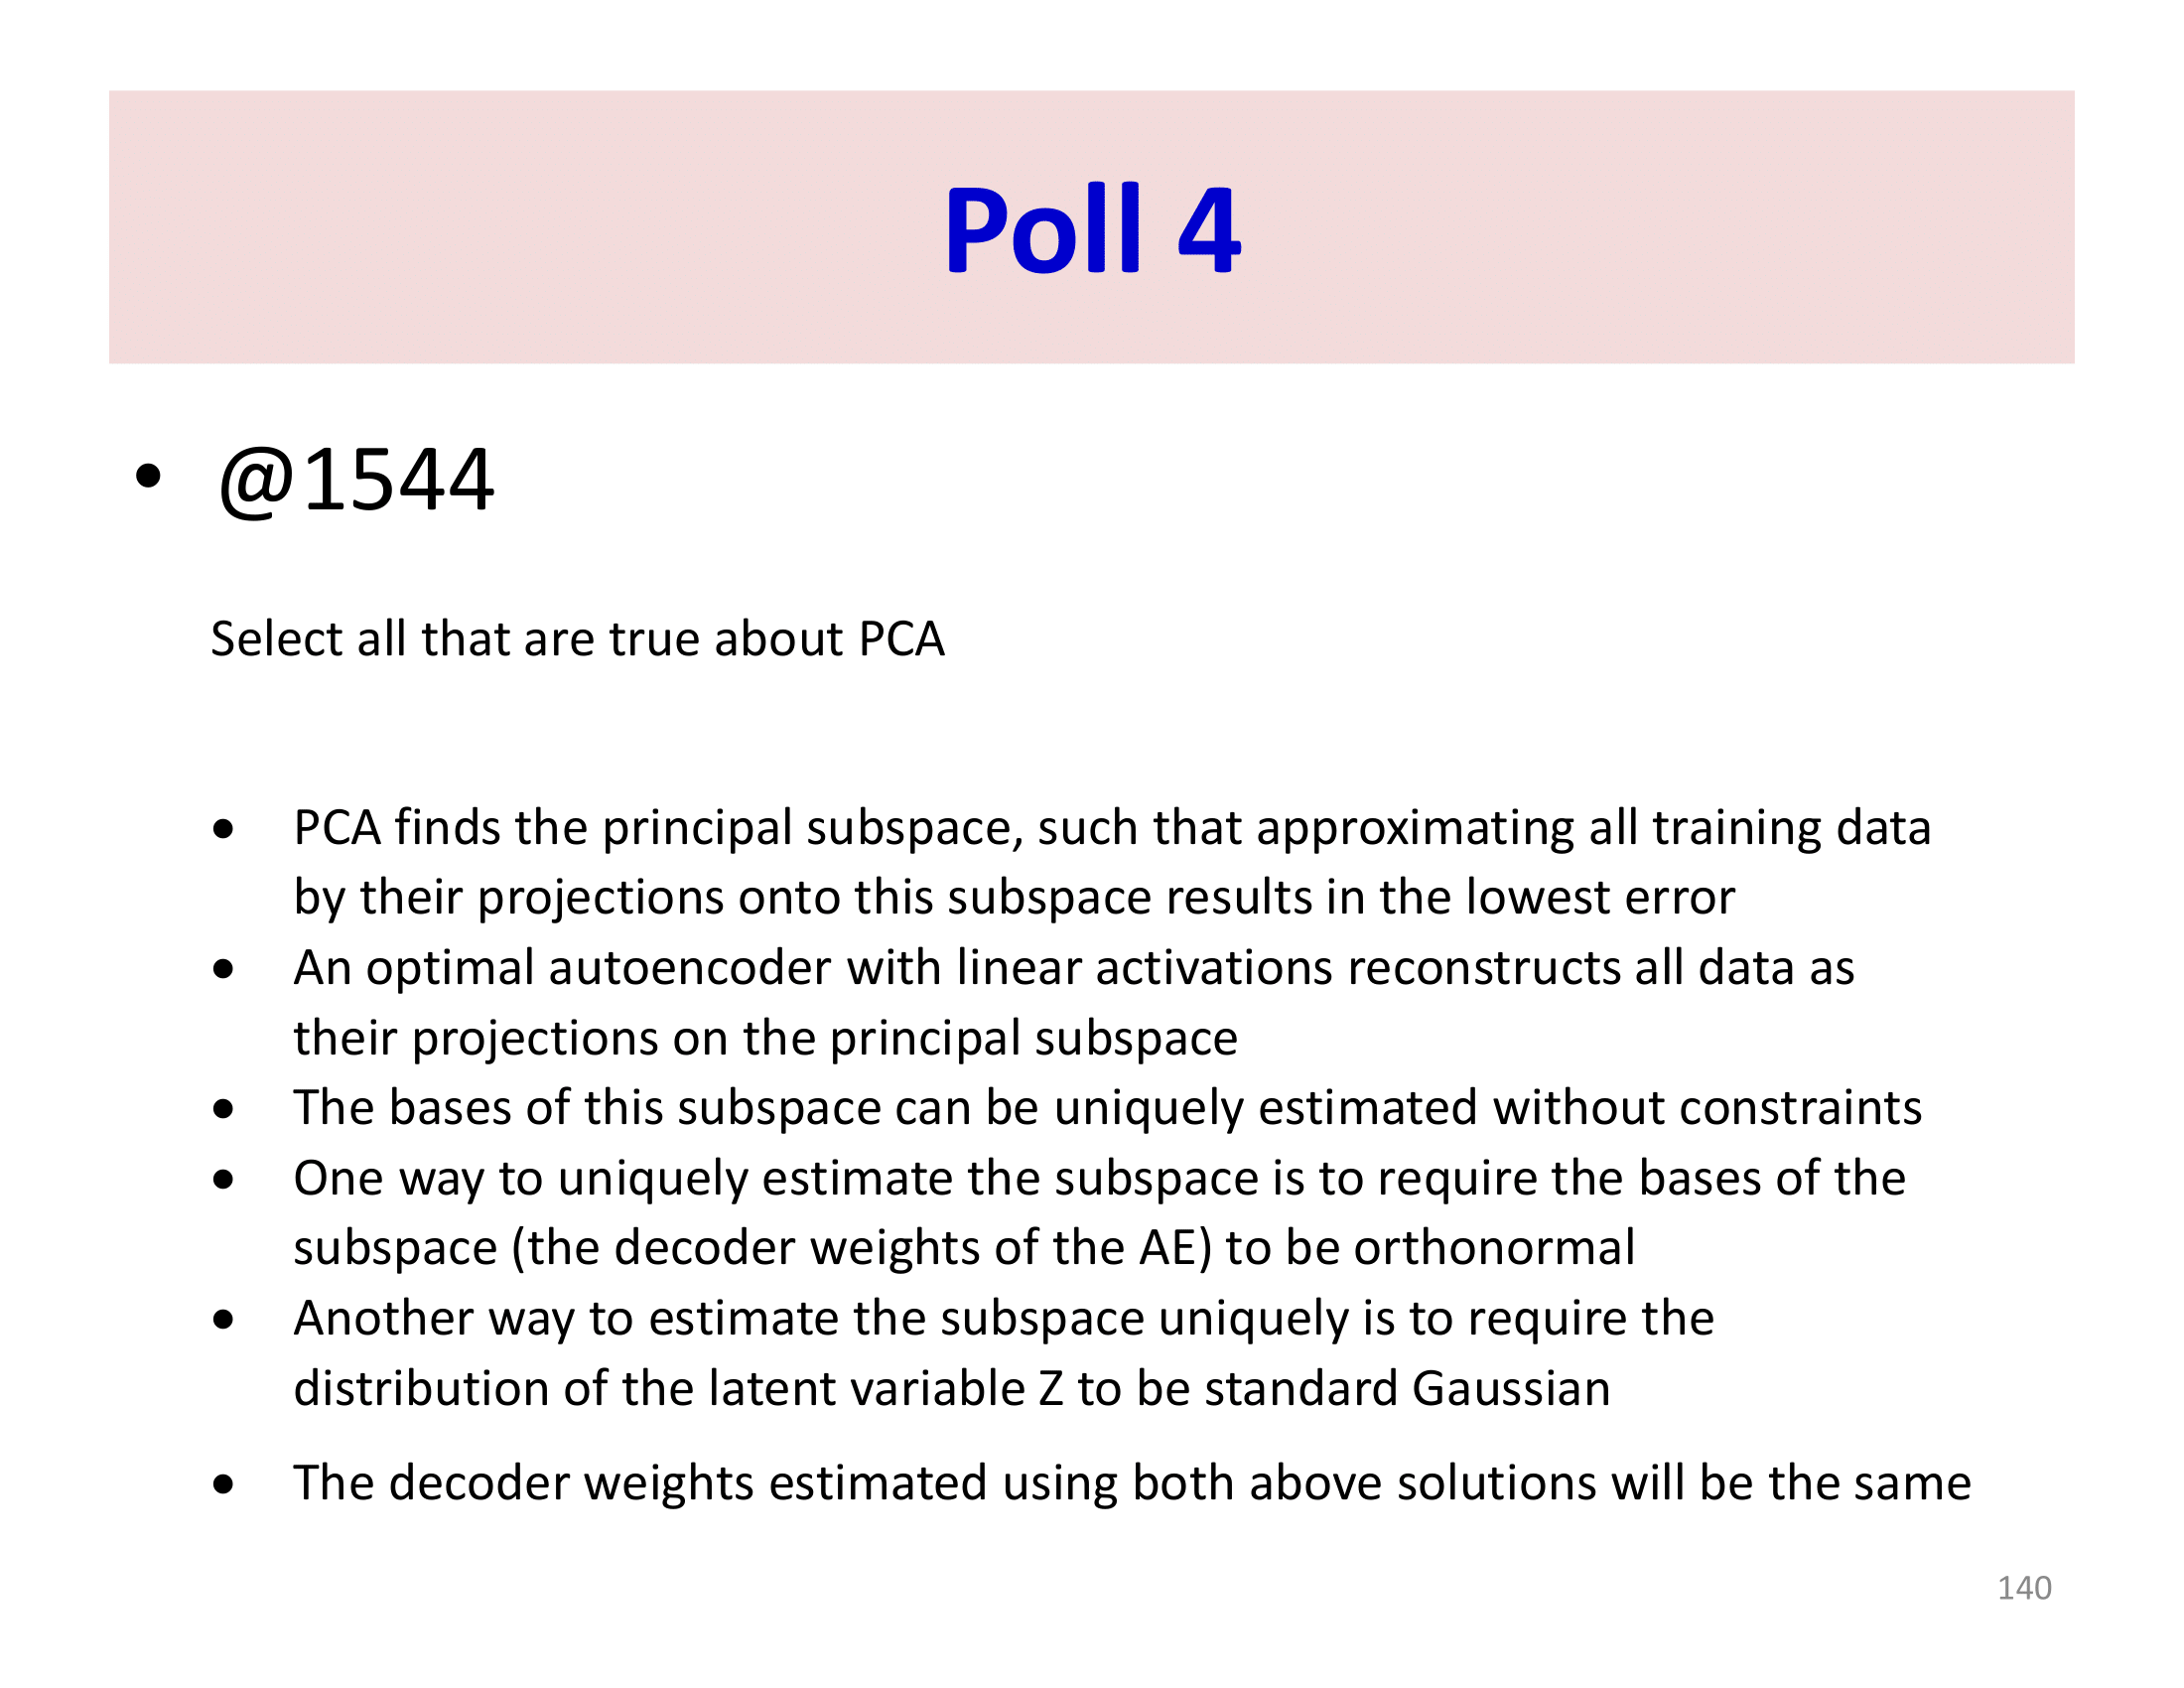 Poll 4
• @1544
Select all that are true about PCA
• PCA finds the principal subspace, such that approximating all training data
by their projections onto this subspace results in the lowest error
• An optimal autoencoder with linear activations reconstructs all data as
their projections on the principal subspace
• The bases of this subspace can be uniquely estimated without constraints
• One way to uniquely estimate the subspace is to require the bases of the
subspace (the decoder weights of the AE) to be orthonormal
• Another way to estimate the subspace uniquely is to require the
distribution of the latent variable Z to be standard Gaussian
• The decoder weights estimated using both above solutions will be the same
140